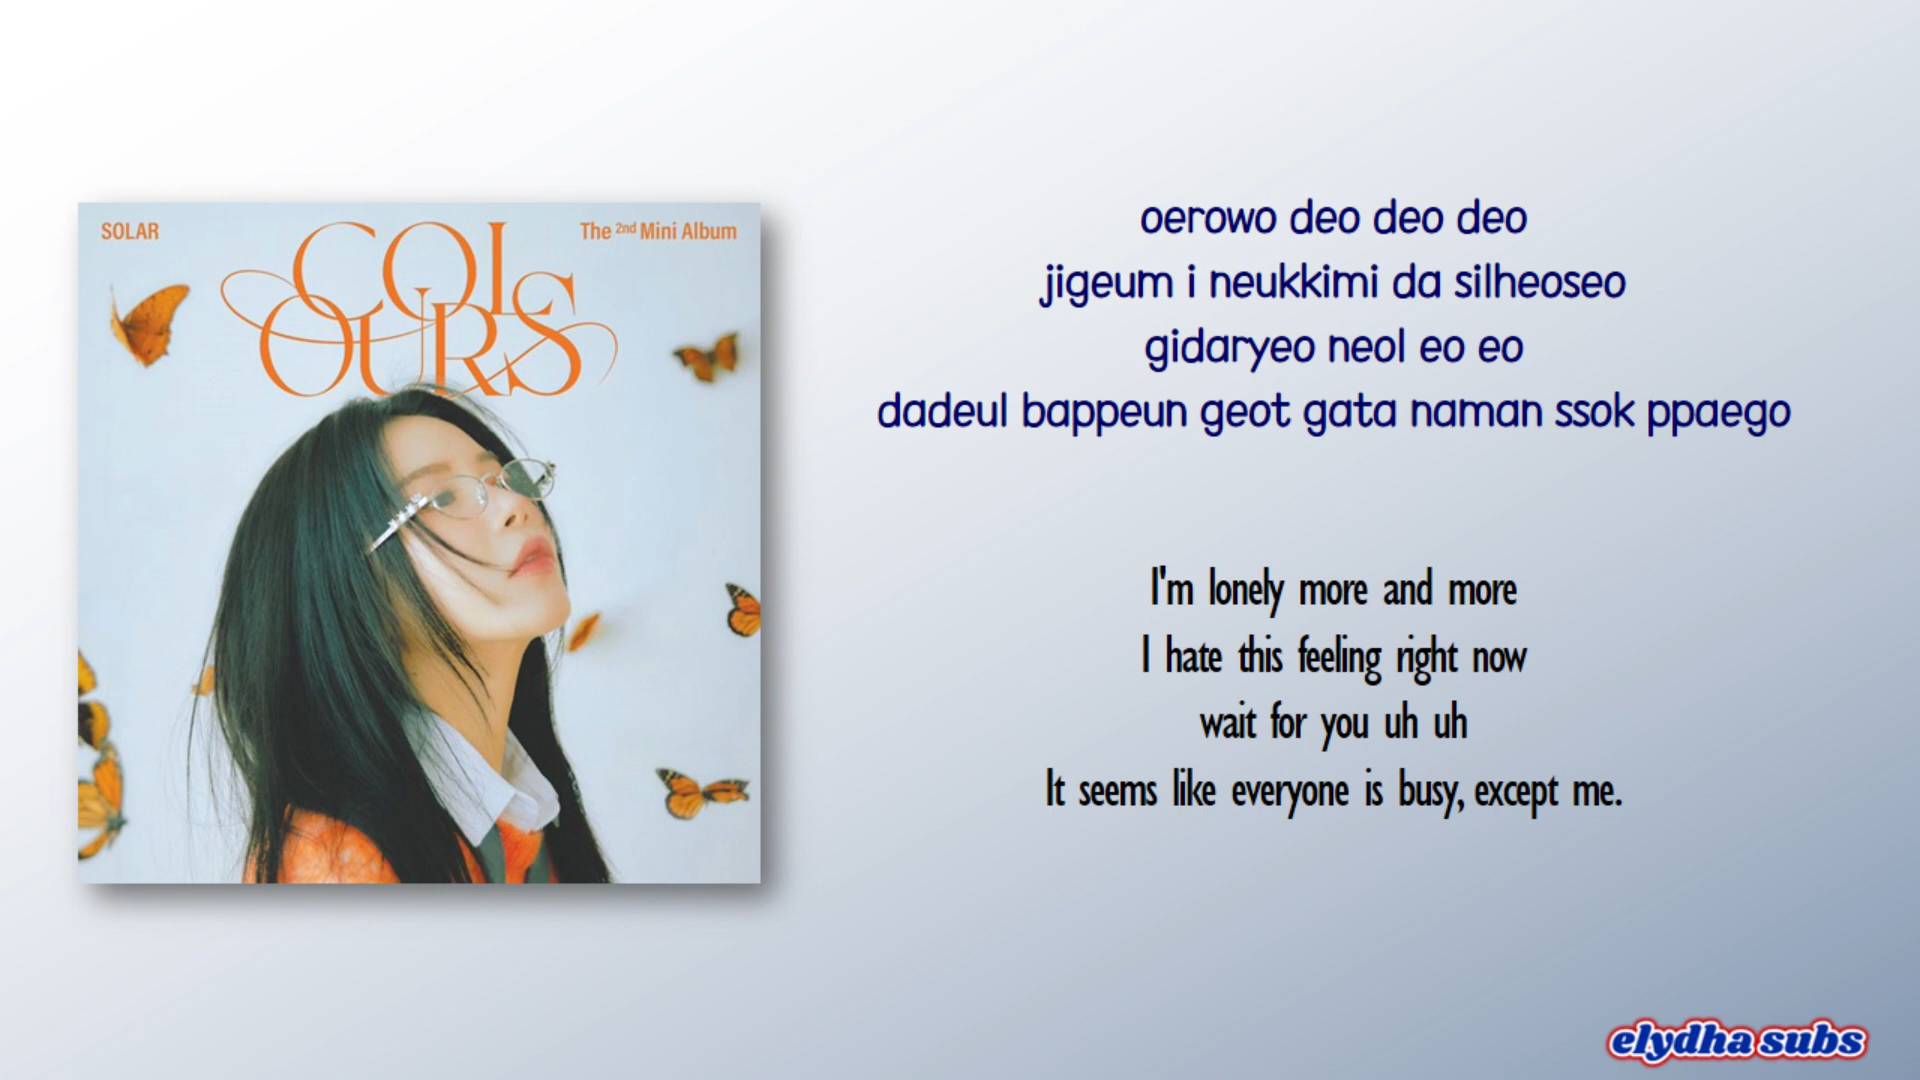 SOLAR
The 2nd Mini Album
COL
OURS
oerowo deo deo deo
jigeum i neukkimi da silheoseo
gidaryeo neol eo eo
dadeul bappeun geot gata naman ssok ppaego
I'm lonely more and more
I hate this feeling right now
wait for you uh uh
It seems like everyone is busy, except me.
elydha subs